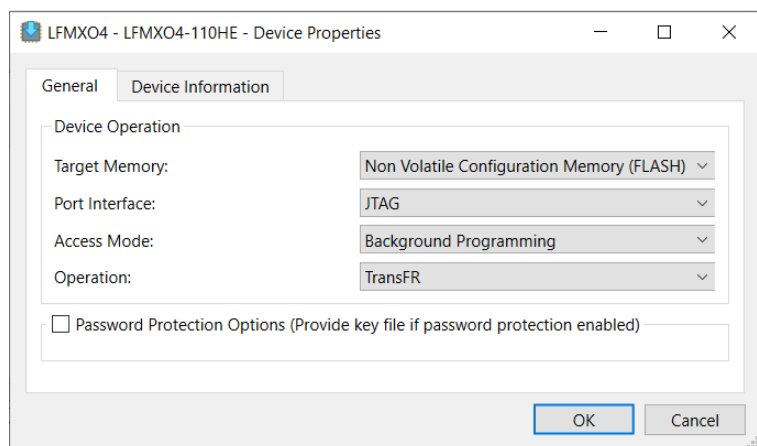 LFMXO4 - LFMXO4-110HE - Device Properties
General Device Information
Device Operation
Target Memory: Non Volatile Configuration Memory (FLASH)
Port Interface: JTAG
Access Mode: Background Programming
Operation: TransFR
Password Protection Options (Provide key file if password protection enabled)
OK Cancel